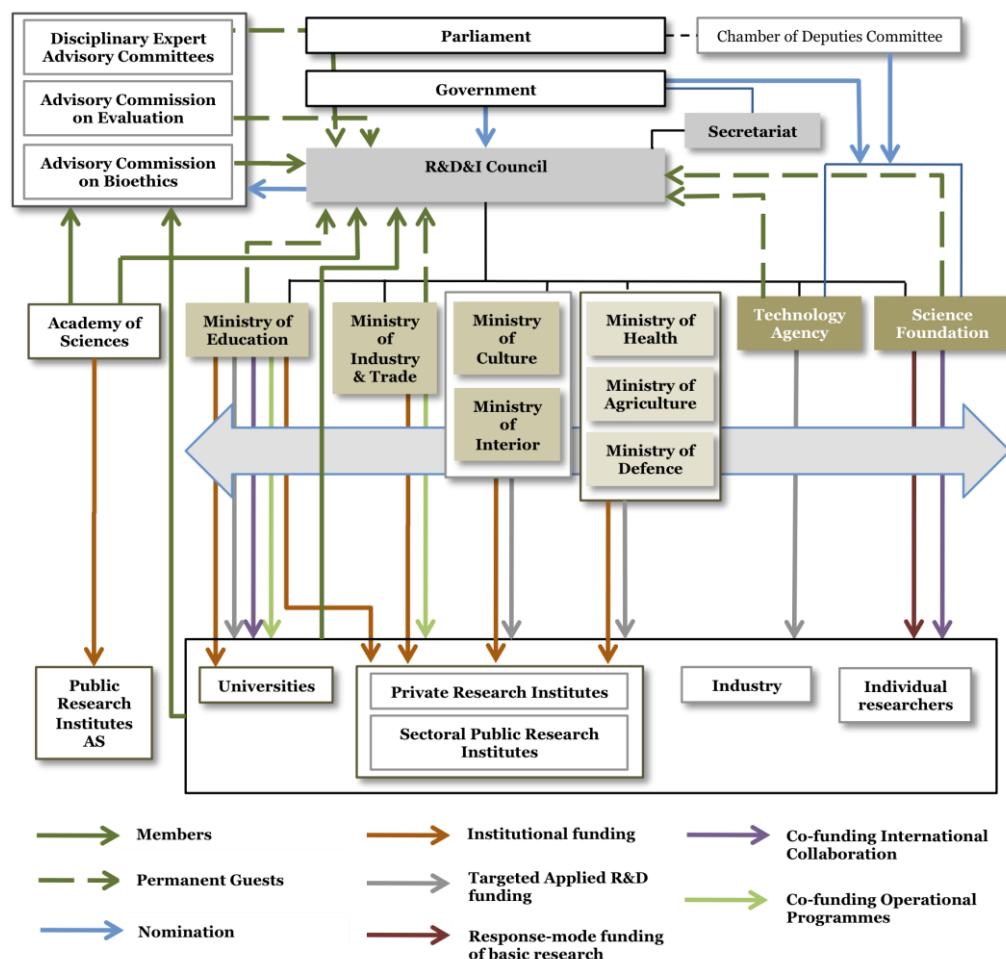 Disciplinary Expert
Advisory Committees
Advisory Commission
on Evaluation
Advisory Commission
on Bioethics
Parliament
Chamber of Deputies Committee
Government
Secretariat
R&D&I Council
Academy of
Sciences
Ministry of
Education
Ministry
of
Industry
& Trade
Ministry
of
Culture
Ministry
of
Interior
Ministry of
Health
Ministry of
Agriculture
Ministry of
Defence
Technology
Agency
Science
Foundation
Public
Research
Institutes
AS
Universities
Private Research Institutes
Sectoral Public Research
Institutes
Industry
Individual
researchers
Members
Permanent Guests
Nomination
Institutional funding
Targeted Applied R&D
funding
Response-mode funding
of basic research
Co-funding International
Collaboration
Co-funding Operational
Programmes